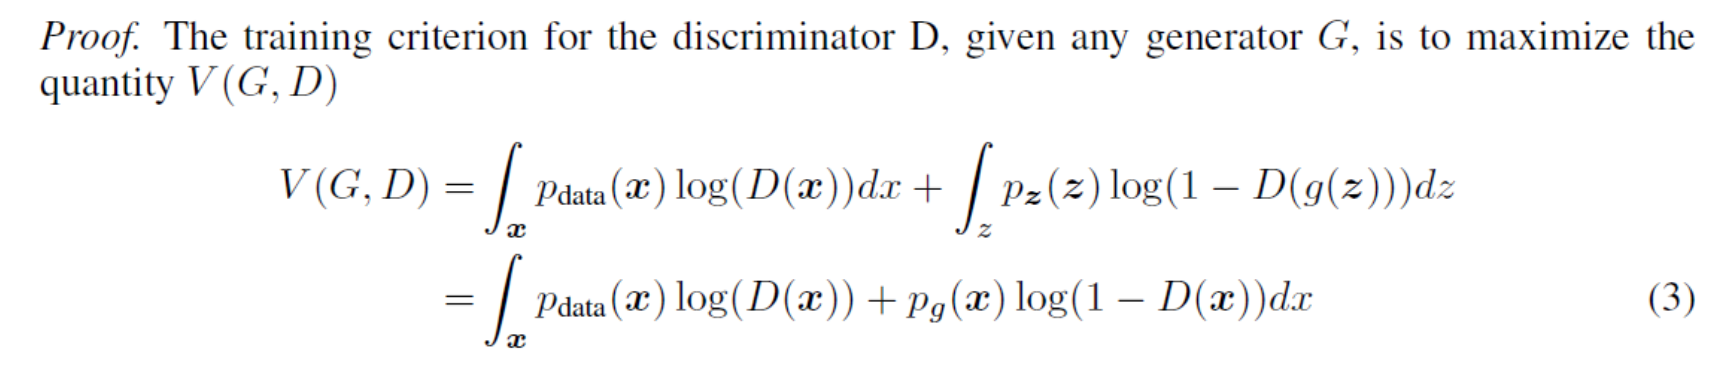 Proof. The training criterion for the discriminator D, given any generator G, is to maximize the
quantity V(G, D)
V(G, D) = ∫_x p_data(x) log(D(x))dx + ∫_z p_z(z) log(1 − D(g(z)))dz
= ∫_x p_data(x) log(D(x)) + p_g(x) log(1 − D(x))dx (3)